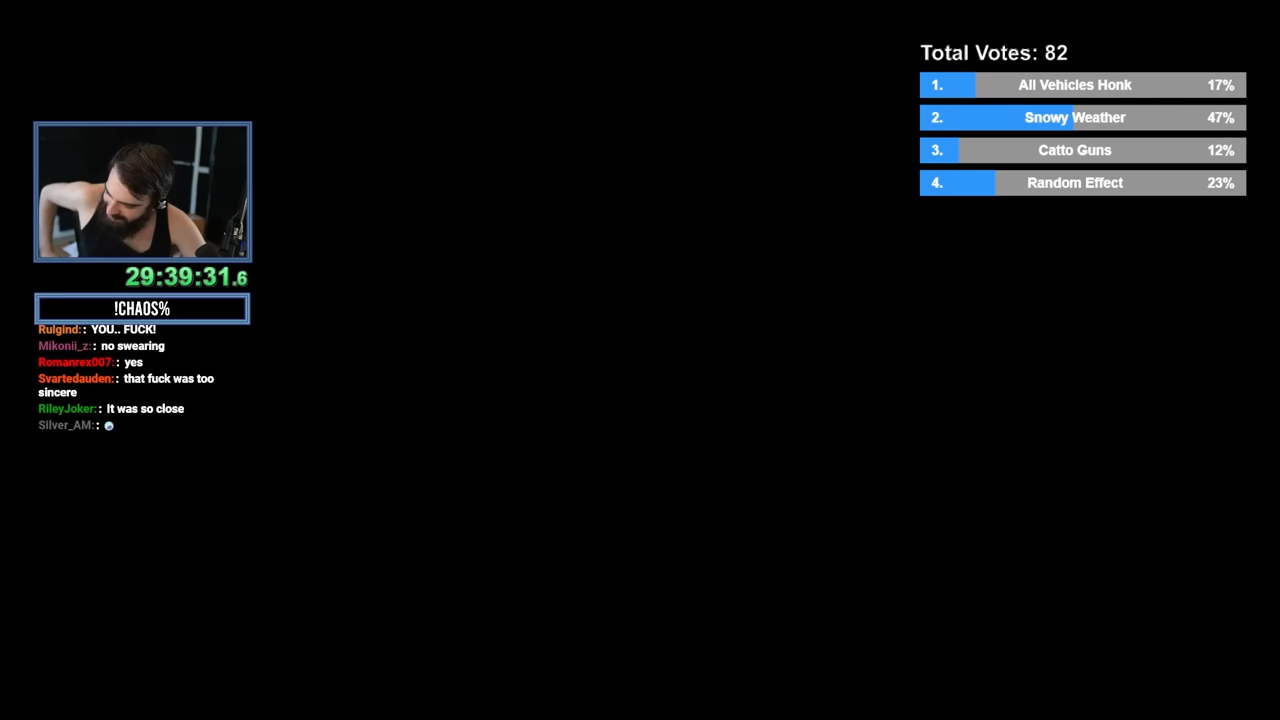 Total Votes: 82
1. All Vehicles Honk 17%
2. Snowy Weather 47%
3. Catto Guns 12%
4. Random Effect 23%
29:39:31.6
!CHAOS%
Rulgind:: YOU.. FUCK!
Mikonii_z:: no swearing
Romanrex007:: yes
Svartedauden:: that fuck was too
sincere
RileyJoker:: it was so close
Silver_AM::